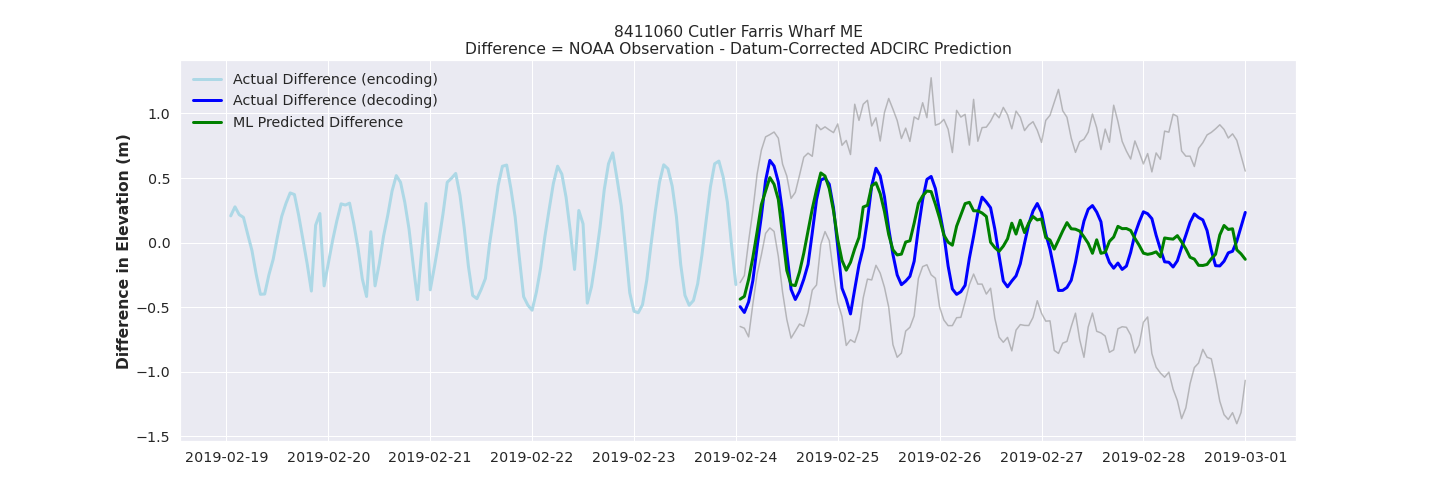 8411060 Cutler Farris Wharf ME
Difference = NOAA Observation - Datum-Corrected ADCIRC Prediction
Actual Difference (encoding)
Actual Difference (decoding)
ML Predicted Difference
Difference in Elevation (m)
1.0
0.5
0.0
−0.5
−1.0
−1.5
2019-02-19 2019-02-20 2019-02-21 2019-02-22 2019-02-23 2019-02-24 2019-02-25 2019-02-26 2019-02-27 2019-02-28 2019-03-01